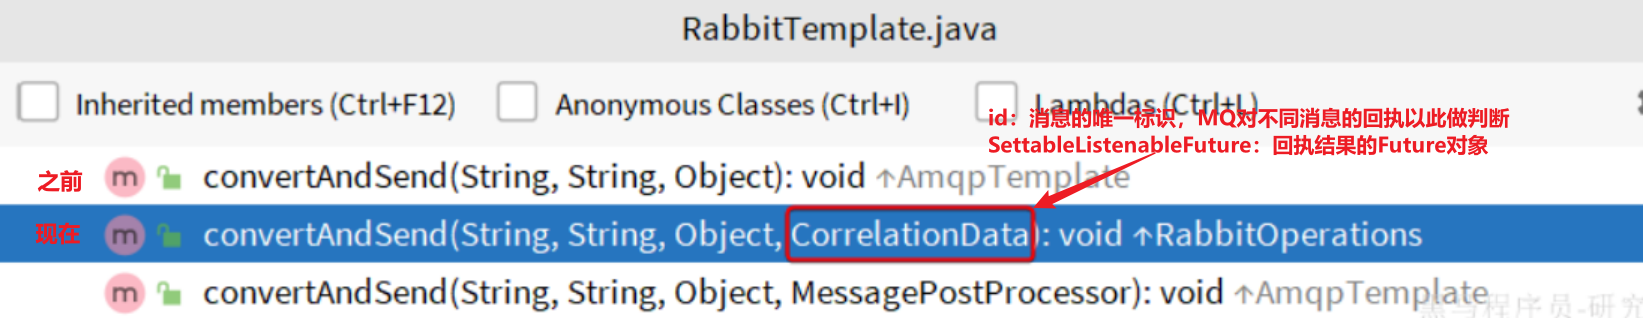 RabbitTemplate.java
Inherited members (Ctrl+F12) Anonymous Classes (Ctrl+I) Lambdas (Ctrl+L)
id：消息的唯一标识，MQ对不同消息的回执以此做判断
SettableListenableFuture：回执结果的Future对象
之前 m convertAndSend(String, String, Object): void ↑AmqpTemplate
现在 m convertAndSend(String, String, Object, CorrelationData): void ↑RabbitOperations
m convertAndSend(String, String, Object, MessagePostProcessor): void ↑AmqpTemplate
黑马程序员-研究